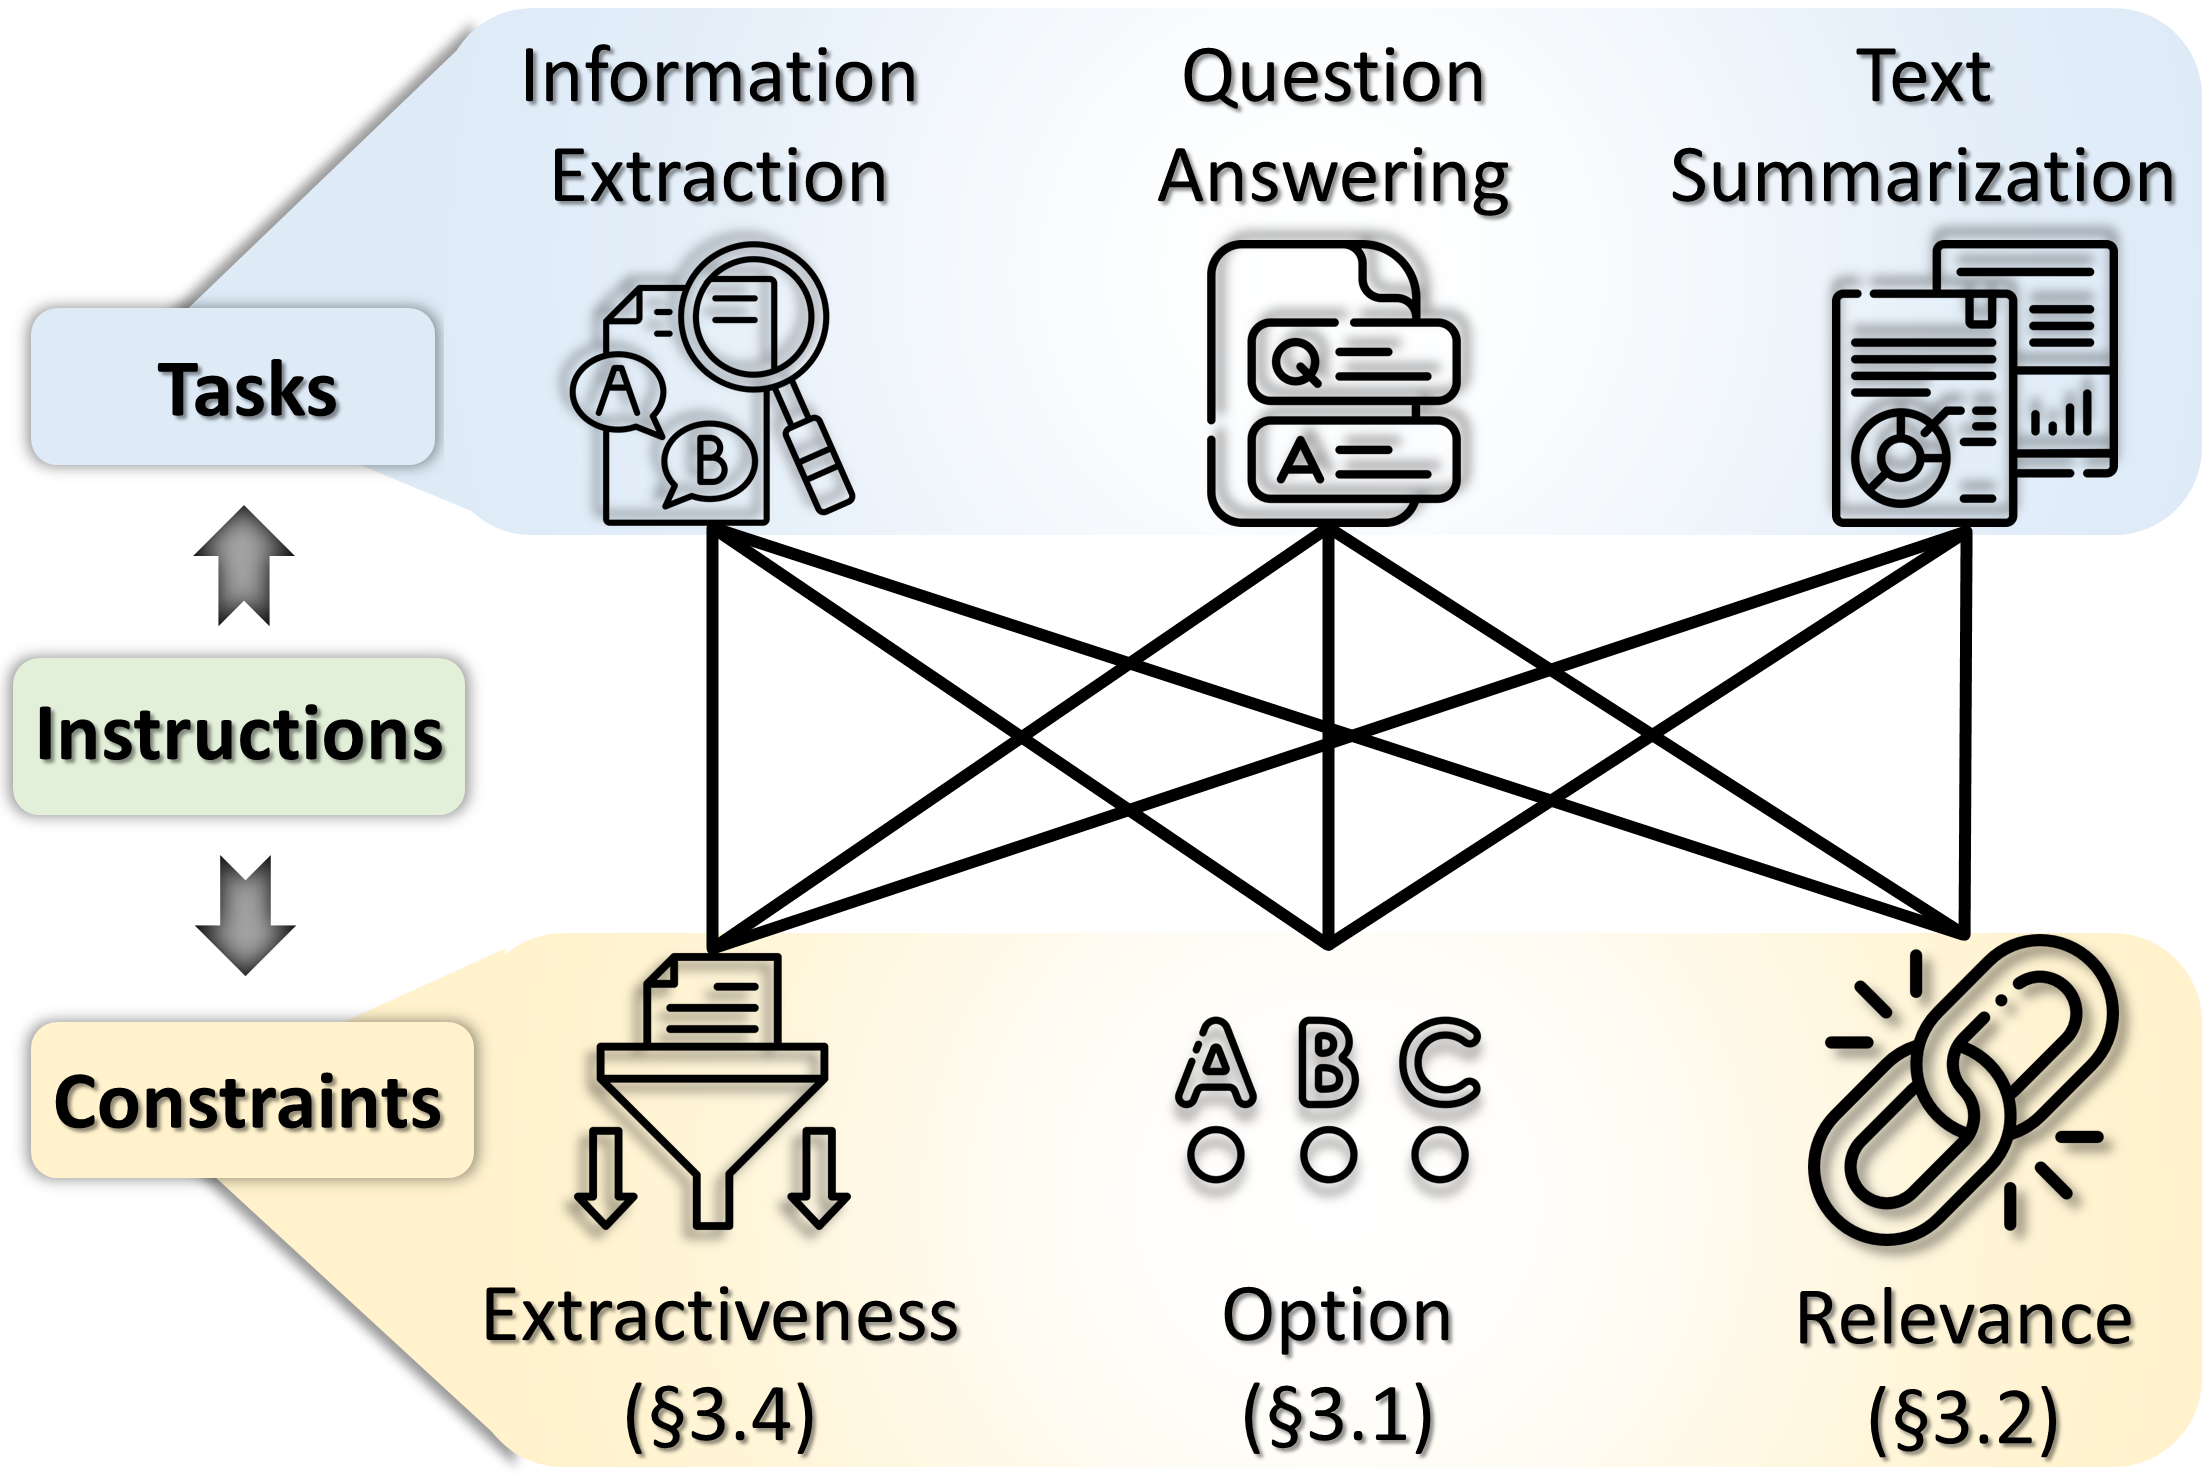 Information
Extraction
Question
Answering
Text
Summarization
A
B
Q
A
Tasks
Instructions
Constraints
A B C
Extractiveness
(§3.4)
Option
(§3.1)
Relevance
(§3.2)